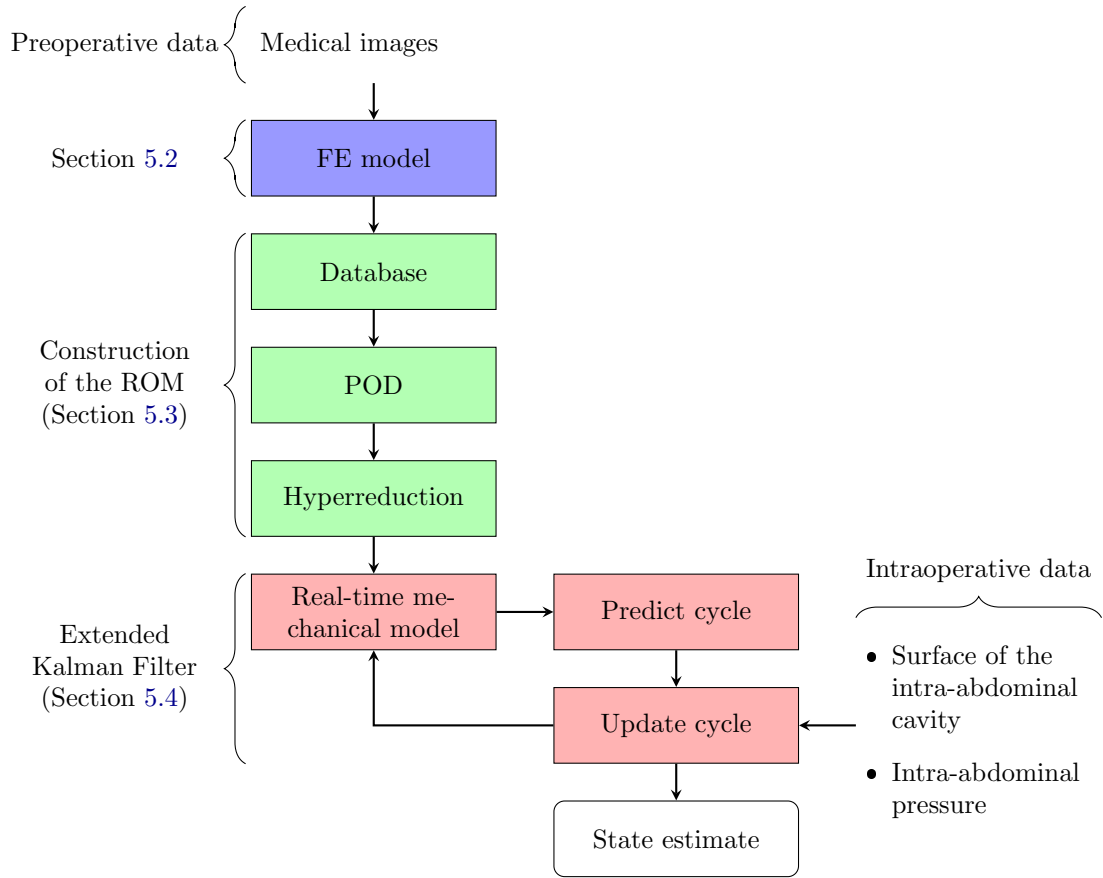 Preoperative data
Medical images
Section 5.2
FE model
Database
Construction
of the ROM
(Section 5.3)
POD
Hyperreduction
Extended
Kalman Filter
(Section 5.4)
Real-time me-
chanical model
Predict cycle
Update cycle
State estimate
Intraoperative data
• Surface of the
intra-abdominal
cavity
• Intra-abdominal
pressure